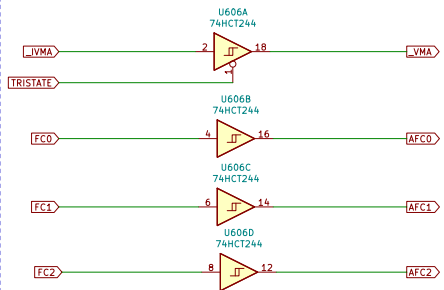 U606A
74HCT244
_IVMA 2 18 _VMA
1
TRISTATE
U606B
74HCT244
FC0 4 16 AFC0
U606C
74HCT244
FC1 6 14 AFC1
U606D
74HCT244
FC2 8 12 AFC2